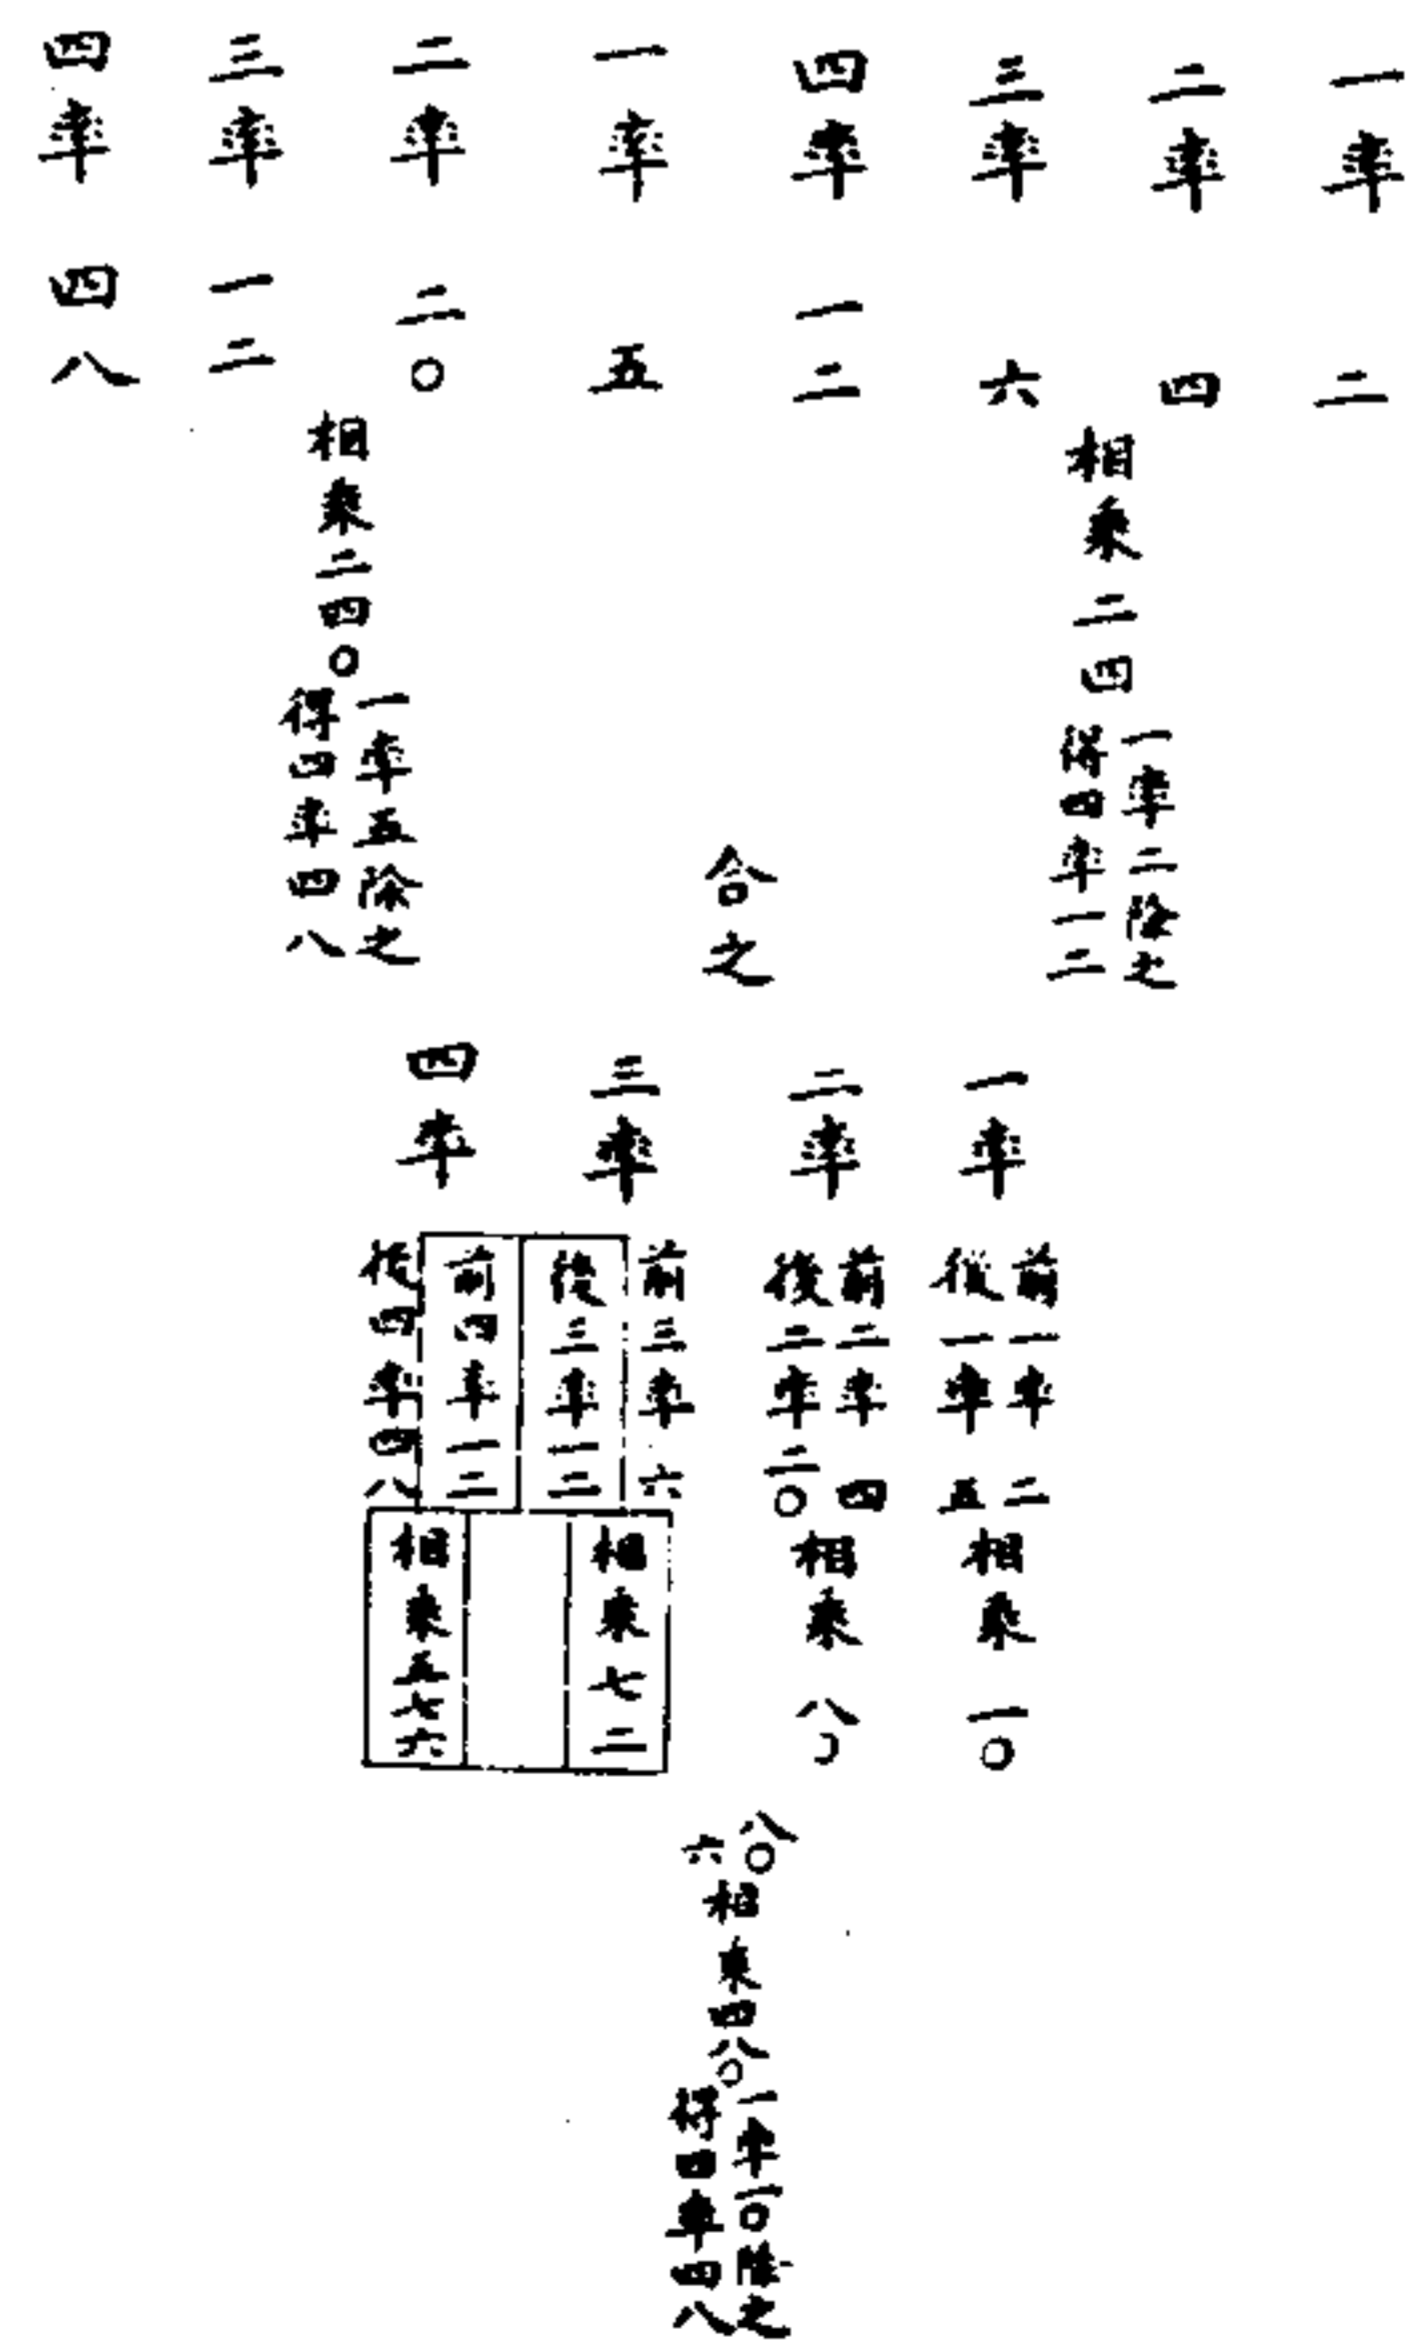 一率 二
二率 四
三率 六
四率 一二
一率 五
二率 二〇
三率 一二
四率 四八
相乘二四
一率二除之
得四率一二
合之
相乘二四〇
一率五除之
得四率四八
一率
前一率 二
後一率 五
相乘 一〇
二率
前二率 四
後二率二〇
相乘 八〇
三率
前三率 六
後三率一二
相乘七二
四率
前四率一二
後四率四八
相乘五七六
八〇
六
相乘四八〇
一率一〇除之
得四率四八